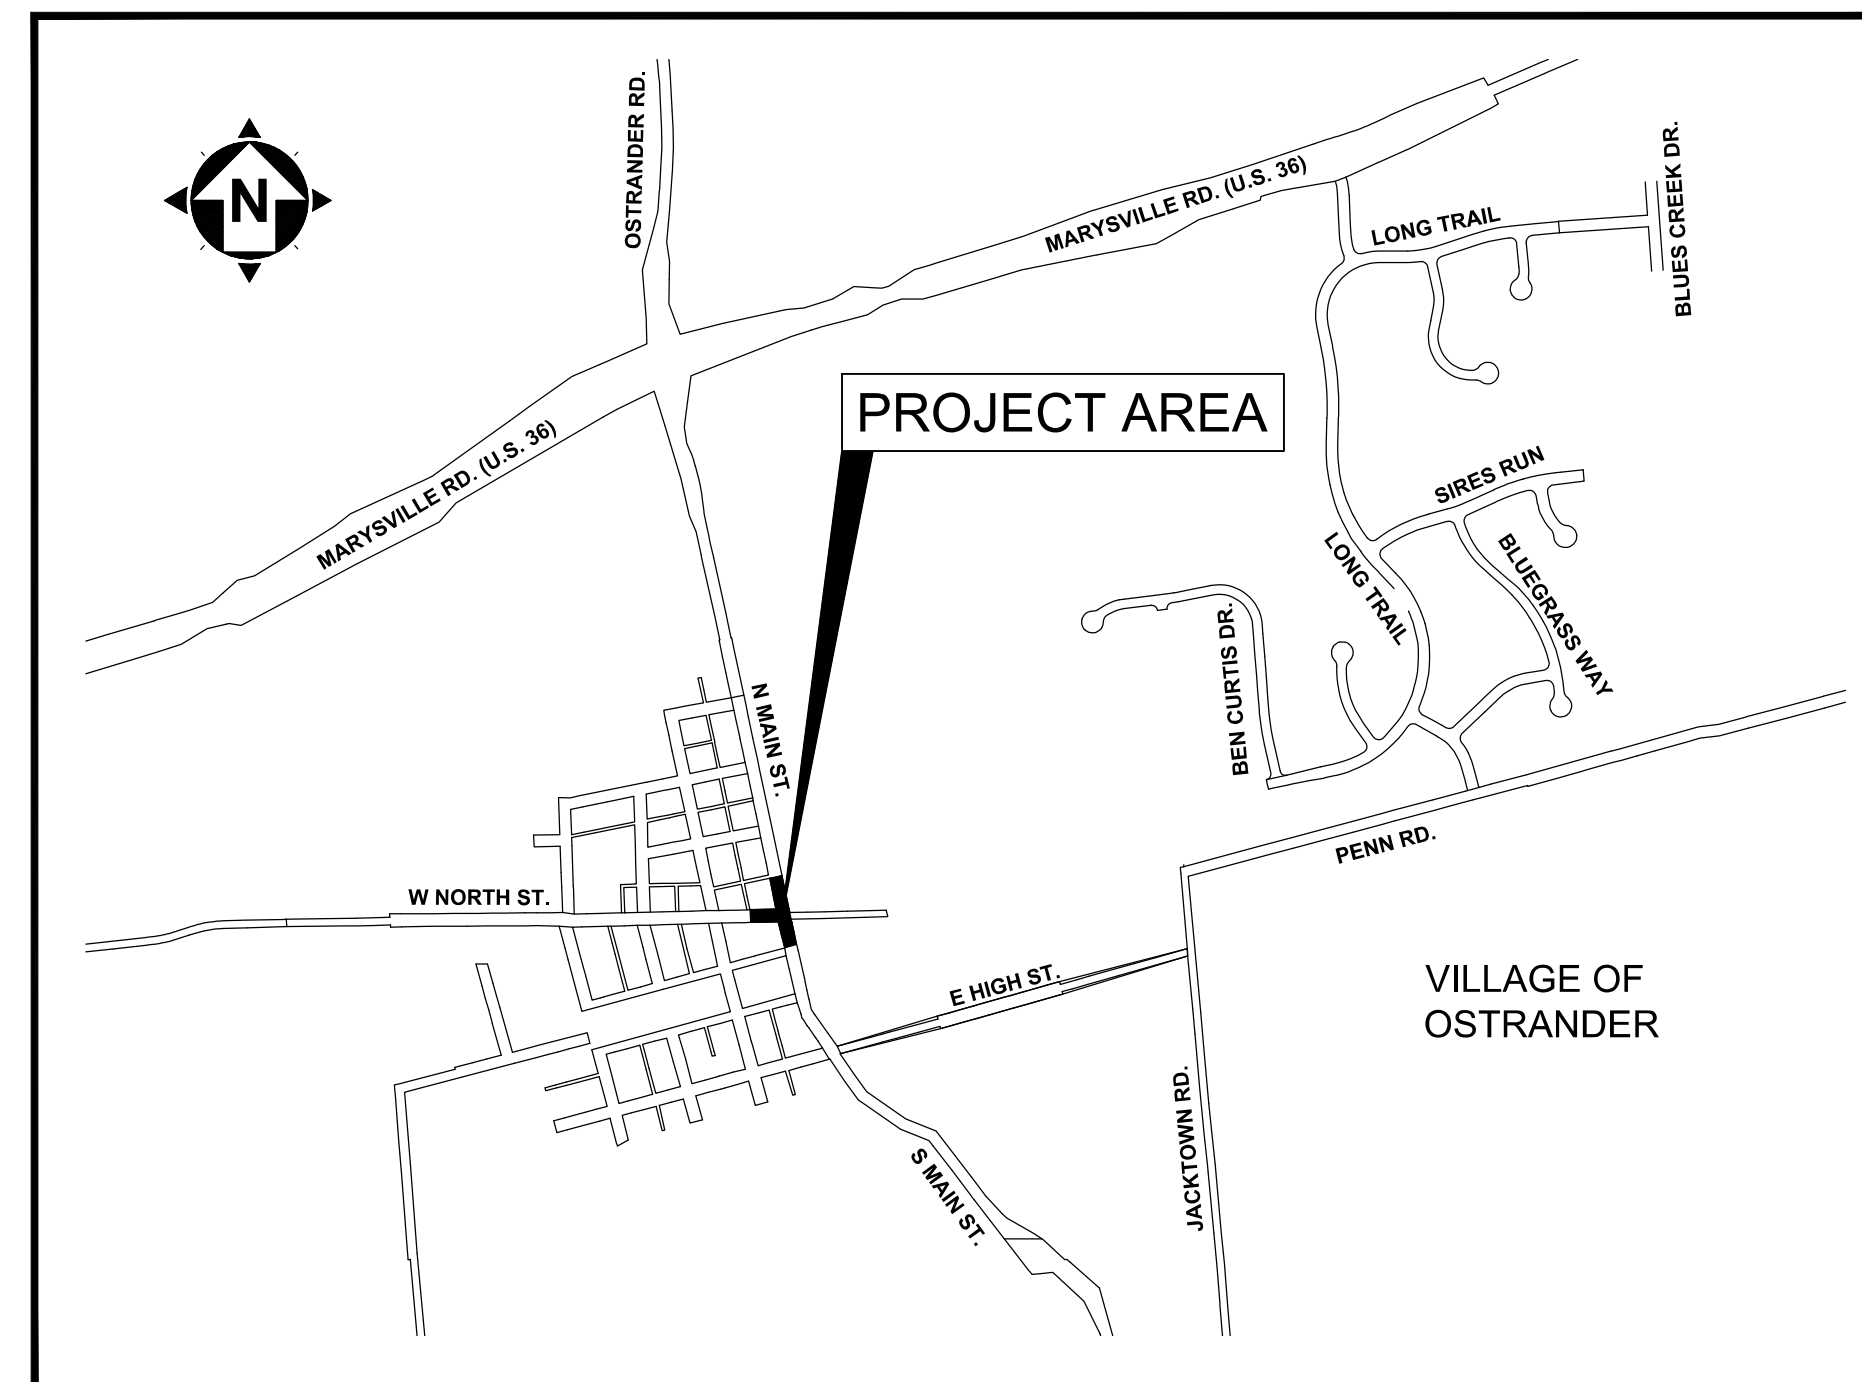 OSTRANDER RD.
N
MARYSVILLE RD. (U.S. 36)
LONG TRAIL
BLUES CREEK DR.
PROJECT AREA
MARYSVILLE RD. (U.S. 36)
SIRES RUN
LONG TRAIL
BLUEGRASS WAY
BEN CURTIS DR.
N MAIN ST.
PENN RD.
W NORTH ST.
E HIGH ST.
VILLAGE OF
OSTRANDER
JACKTOWN RD.
S MAIN ST.